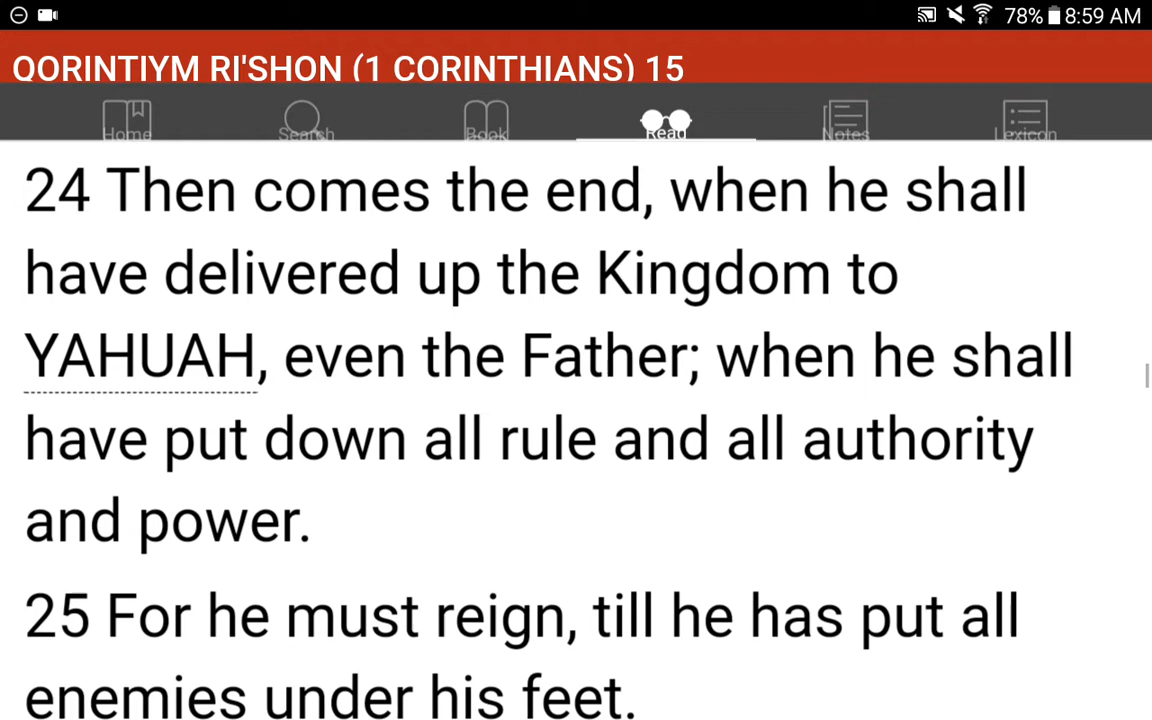 78% 8:59 AM
QORINTIYM RI'SHON (1 CORINTHIANS) 15
Home Search Book Read Notes Lexicon
24 Then comes the end, when he shall
have delivered up the Kingdom to
YAHUAH, even the Father; when he shall
have put down all rule and all authority
and power.
25 For he must reign, till he has put all
enemies under his feet.